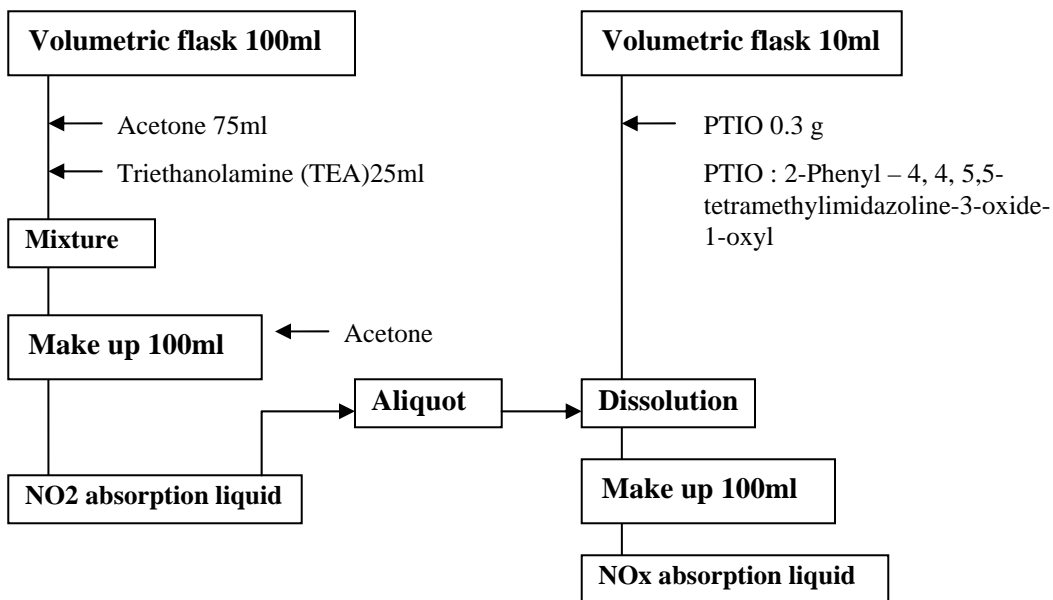 Volumetric flask 100ml
Acetone 75ml
Triethanolamine (TEA)25ml
Mixture
Make up 100ml
Acetone
NO2 absorption liquid
Aliquot
Volumetric flask 10ml
PTIO 0.3 g
PTIO : 2-Phenyl – 4, 4, 5,5-
tetramethylimidazoline-3-oxide-
1-oxyl
Dissolution
Make up 100ml
NOx absorption liquid